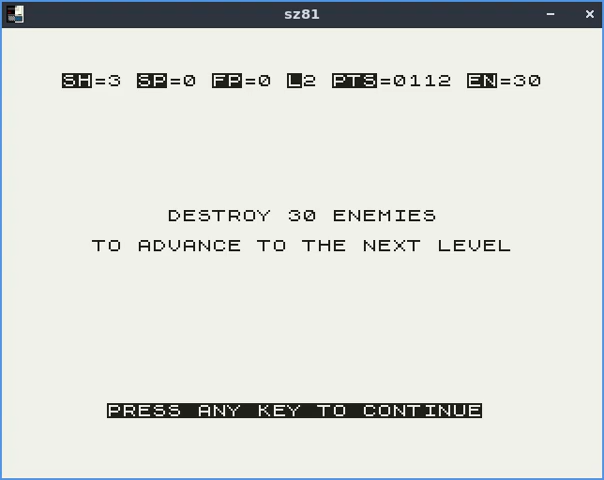 sz81
SH=3 SP=0 FP=0 L2 PTS=0112 EN=30
DESTROY 30 ENEMIES
TO ADVANCE TO THE NEXT LEVEL
PRESS ANY KEY TO CONTINUE